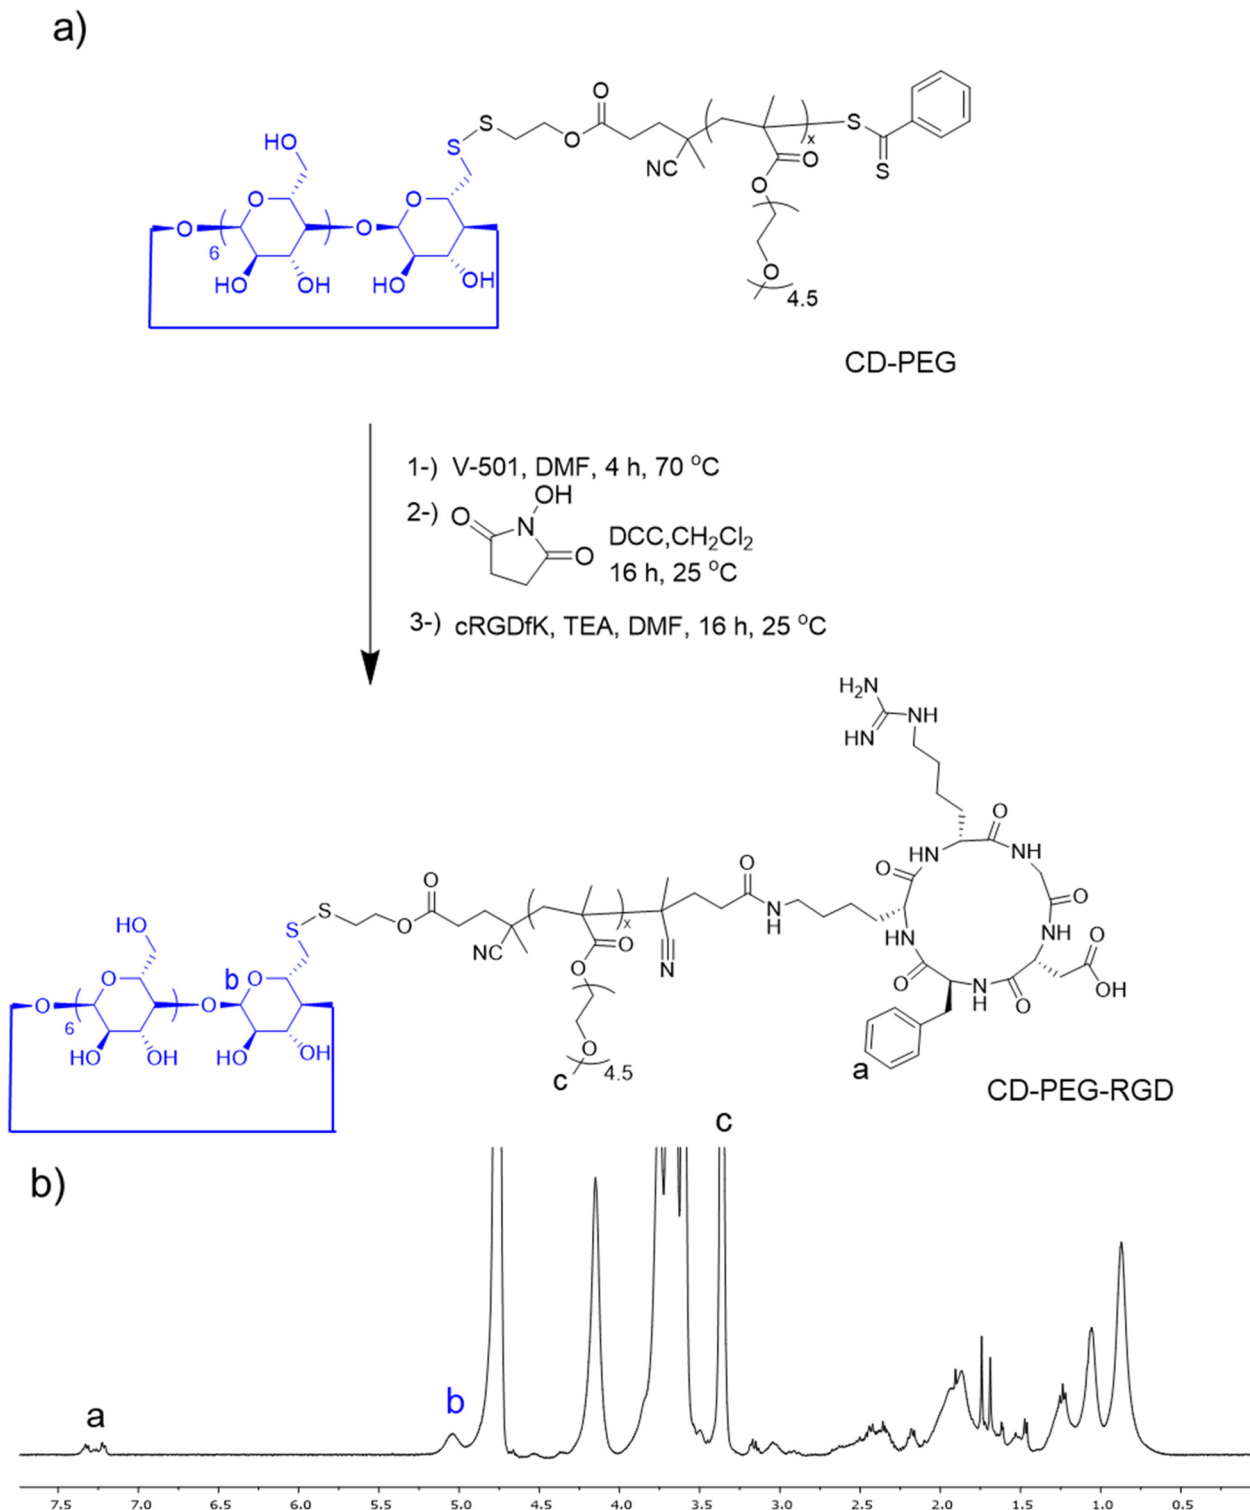 a)
O
S
S
O
NC
x
S
S
O
O
O
4.5
HO
O
O
O
O
6
HO
OH
HO
OH
CD-PEG
1-) V-501, DMF, 4 h, 70 °C
OH
2-) O
N
O
DCC,CH₂Cl₂
16 h, 25 °C
3-) cRGDfK, TEA, DMF, 16 h, 25 °C
H₂N
NH
HN
O
HN
NH
O
O
O
O
N
H
HN
NH
O
OH
O
N
H
O
O
S
S
O
NC
x
N
O
O
O
4.5
c
HO
b
O
O
O
O
6
HO
OH
HO
OH
a
CD-PEG-RGD
c
b)
b
a
7.5 7.0 6.5 6.0 5.5 5.0 4.5 4.0 3.5 3.0 2.5 2.0 1.5 1.0 0.5